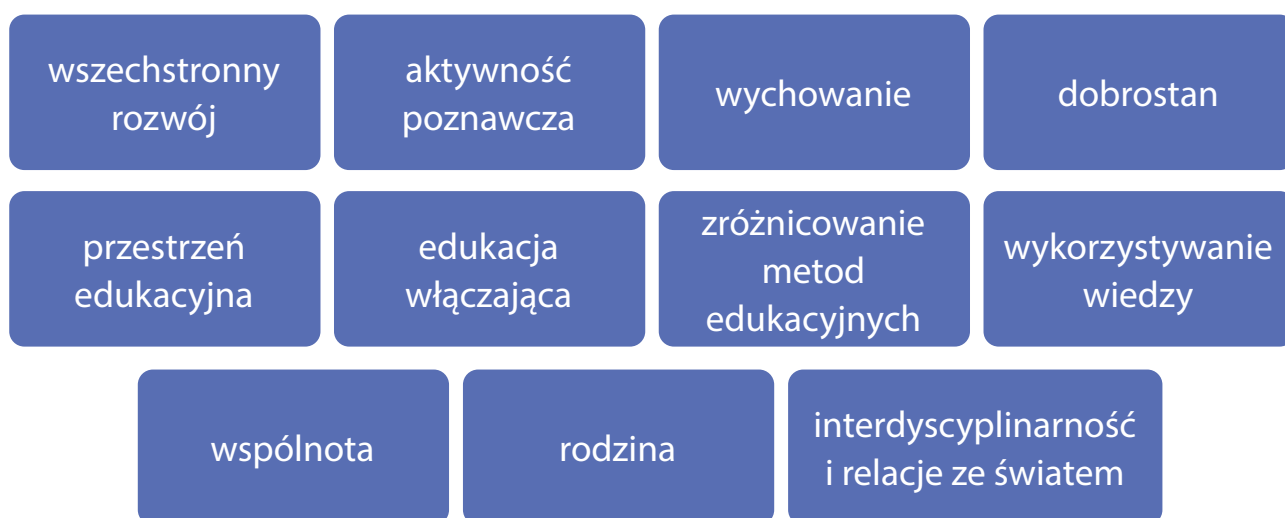 wszechstronny
rozwój
aktywność
poznawcza
wychowanie
dobrostan
przestrzeń
edukacyjna
edukacja
włączająca
zróżnicowanie
metod
edukacyjnych
wykorzystywanie
wiedzy
wspólnota
rodzina
interdyscyplinarność
i relacje ze światem